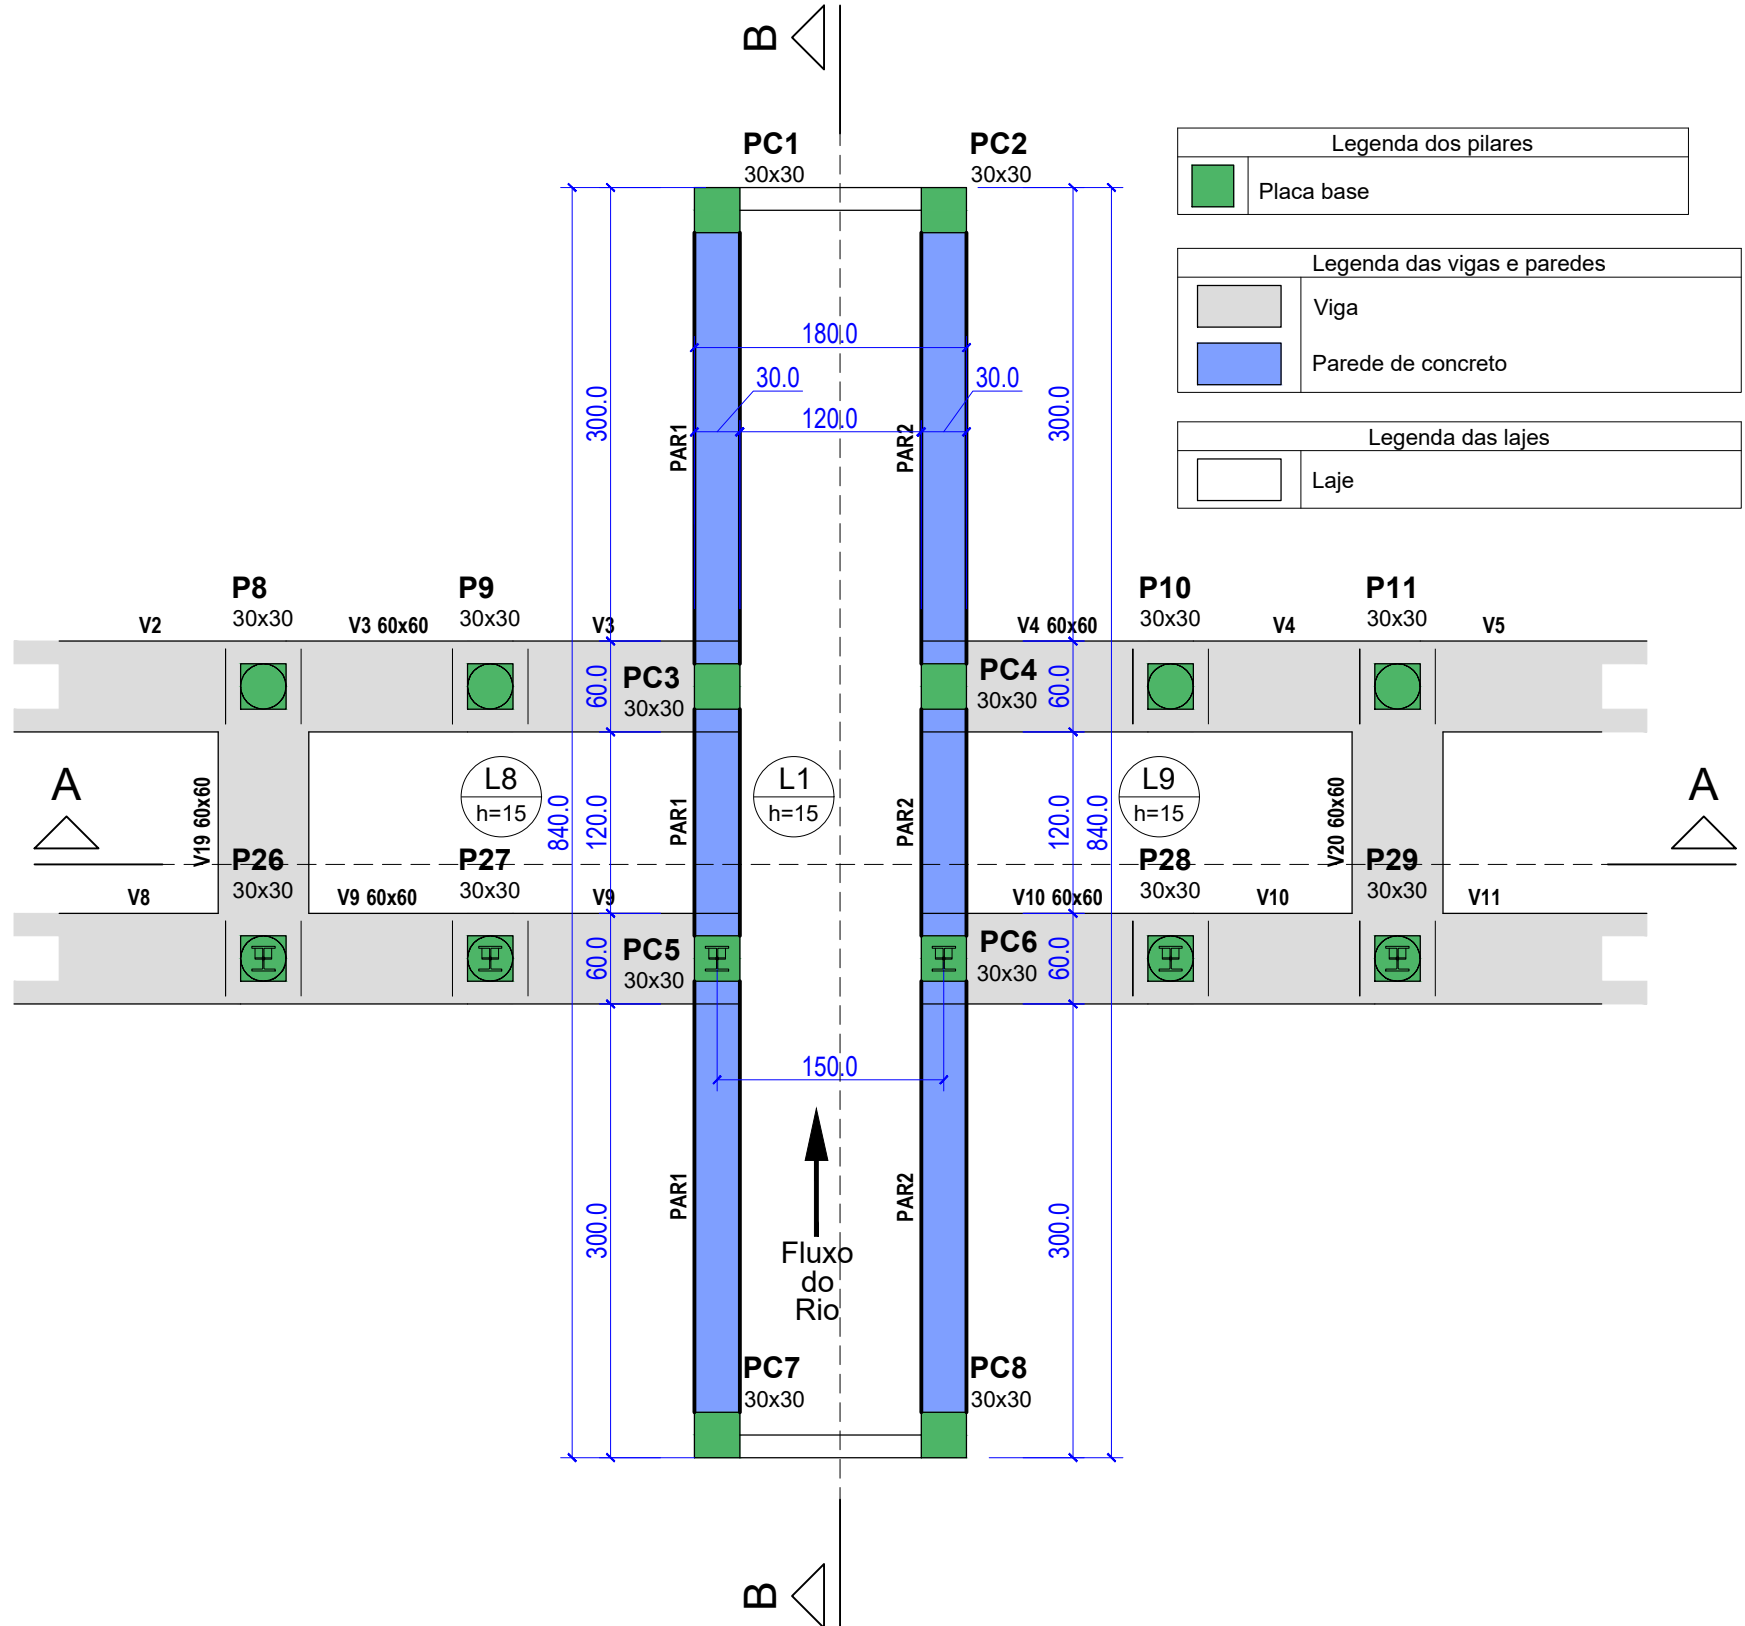 B
PC1
30x30
PC2
30x30
Legenda dos pilares
Placa base
Legenda das vigas e paredes
Viga
Parede de concreto
Legenda das lajes
Laje
180.0
30.0
30.0
120.0
300.0
300.0
PAR1
PAR2
P8
30x30
P9
30x30
P10
30x30
P11
30x30
V2
V3 60x60
V3
V4 60x60
V4
V5
PC3
30x30
60.0
PC4
30x30
60.0
A
V19 60x60
L8
h=15
840.0
120.0
PAR1
L1
h=15
PAR2
120.0
840.0
L9
h=15
V20 60x60
A
P26
30x30
P27
30x30
P28
30x30
P29
30x30
V8
V9 60x60
V9
V10 60x60
V10
V11
PC5
30x30
60.0
PC6
30x30
60.0
150.0
PAR1
PAR2
300.0
300.0
Fluxo
do
Rio
PC7
30x30
PC8
30x30
B